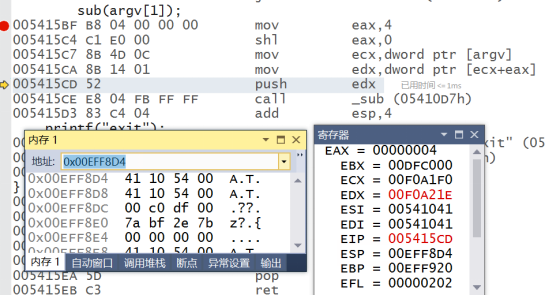 sub(argv[1]);
005415BF B8 04 00 00 00 mov eax,4
005415C4 C1 E0 00 shl eax,0
005415C7 8B 4D 0C mov ecx,dword ptr [argv]
005415CA 8B 14 01 mov edx,dword ptr [ecx+eax]
005415CD 52 push edx 已用时间 <= 1ms
005415CE E8 04 FB FF FF call _sub (05410D7h)
005415D3 83 C4 04 add esp,4
printf("exit");
内存 1
地址: 0x00EFF8D4
0x00EFF8D4 41 10 54 00 A.T.
0x00EFF8D8 41 10 54 00 A.T.
0x00EFF8DC 00 c0 df 00 .??.
0x00EFF8E0 7a bf 2e 7b z?.{
0x00EFF8E4 00 00 00 00 ....
0x00EFF8E8 41 10 54 00 A.T.
内存 1 自动窗口 调用堆栈 断点 异常设置 输出
寄存器
EAX = 00000004
EBX = 00DFC000
ECX = 00F0A1F0
EDX = 00F0A21E
ESI = 00541041
EDI = 00541041
EIP = 005415CD
ESP = 00EFF8D4
EBP = 00EFF920
EFL = 00000202
xit" (05
005415EA 5D pop
005415EB C3 ret